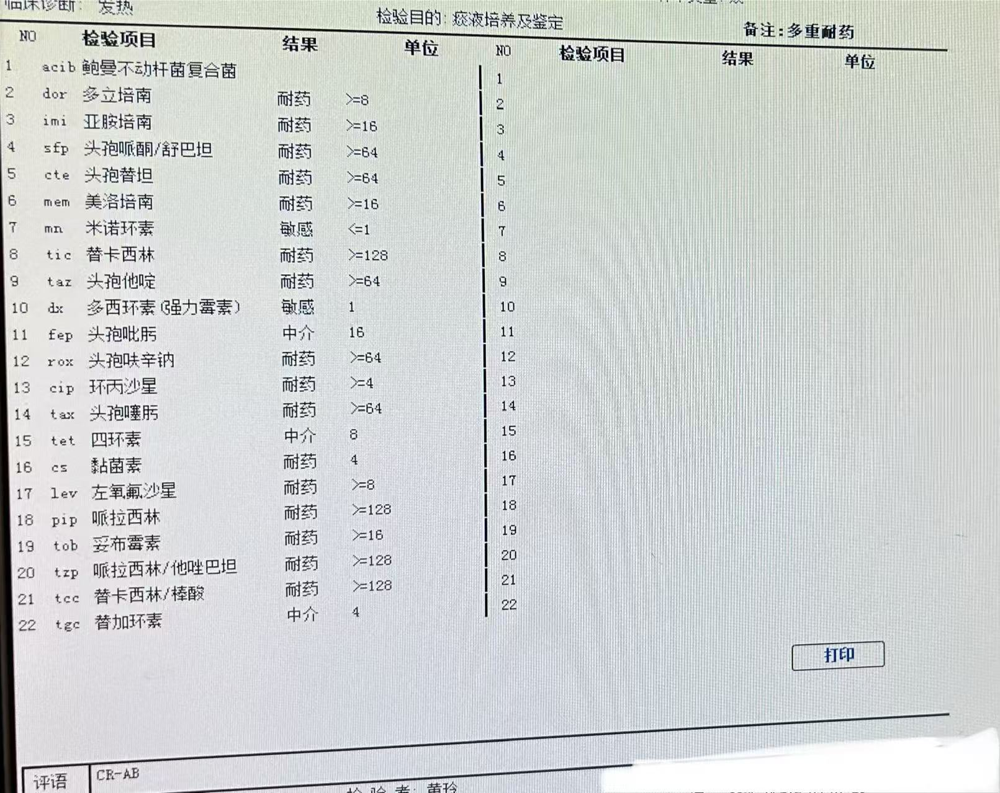 临床诊断: 发热
检验目的: 痰液培养及鉴定
备注:多重耐药
NO 检验项目 结果 单位 NO 检验项目 结果 单位
1 acib 鲍曼不动杆菌复合菌 1
2 dor 多立培南 耐药 >=8 2
3 imi 亚胺培南 耐药 >=16 3
4 sfp 头孢哌酮/舒巴坦 耐药 >=64 4
5 cte 头孢替坦 耐药 >=64 5
6 mem 美洛培南 耐药 >=16 6
7 mn 米诺环素 敏感 <=1 7
8 tic 替卡西林 耐药 >=128 8
9 taz 头孢他啶 耐药 >=64 9
10 dx 多西环素(强力霉素) 敏感 1 10
11 fep 头孢吡肟 中介 16 11
12 rox 头孢呋辛钠 耐药 >=64 12
13 cip 环丙沙星 耐药 >=4 13
14 tax 头孢噻肟 耐药 >=64 14
15 tet 四环素 中介 8 15
16 cs 黏菌素 耐药 4 16
17 lev 左氧氟沙星 耐药 >=8 17
18 pip 哌拉西林 耐药 >=128 18
19 tob 妥布霉素 耐药 >=16 19
20 tzp 哌拉西林/他唑巴坦 耐药 >=128 20
21 tcc 替卡西林/棒酸 耐药 >=128 21
22 tgc 替加环素 中介 4 22
打印
评语 CR-AB
检 验 者: 黄玲